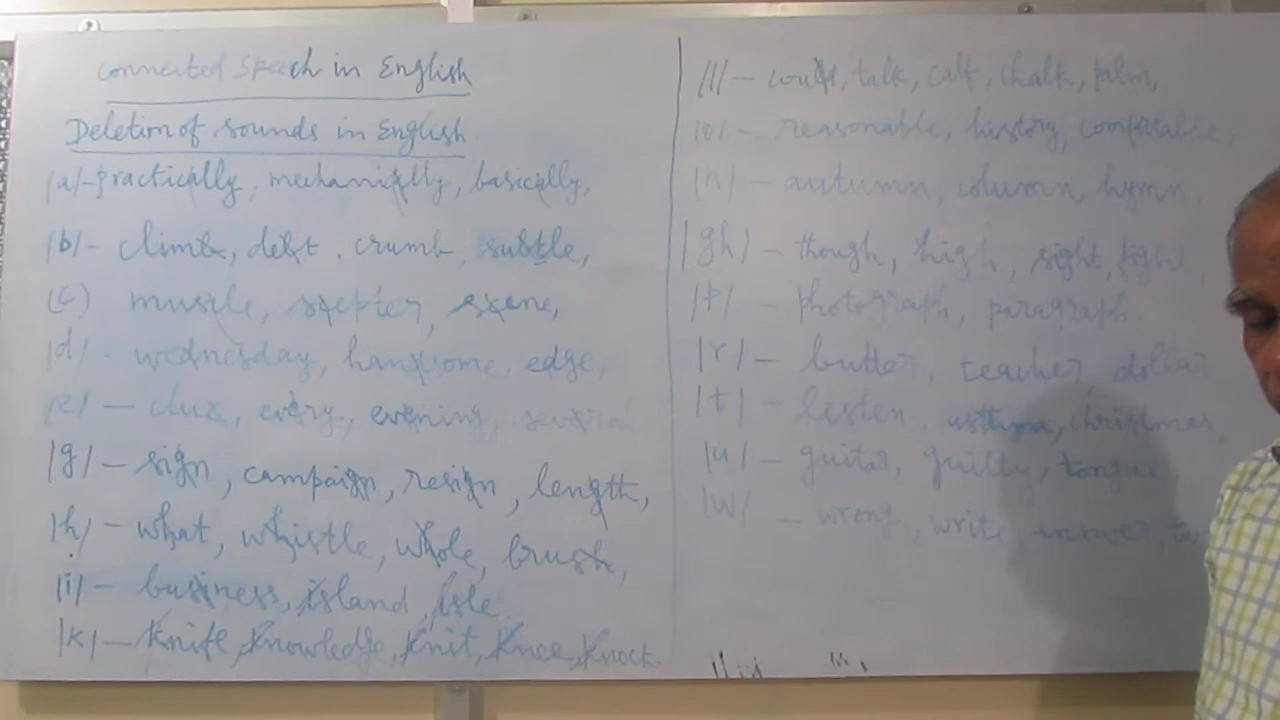 Connected Speech in English
Deletion of sounds in English
/a/- practically, mechanically, basically,
/b/- climb, debt, crumb, subtle,
(c) muscle, scepter, scene,
/d/- wednesday, handsome, edge,
/e/ - clue, every, evening, several
/g/ - sign, campaign, resign, length,
/h/ - what, whistle, whole, brush,
/i/ - business, island, isle.
/k/ - Knife, Knowledge, Knit, Knee, Knock.
/l/ - could, talk, calf, chalk, palm,
/o/- reasonable, history, comfortable,
/n/ - autumn, column, hymn,
/gh/ - though, high, sight, fight
/p/ - photograph, paragraph.
/r/ - butter, teacher, dollar
/t/ - listen, asthma, christmas,
/u/ - guitar, guilty, tongue
/w/ - wrong, write answer,